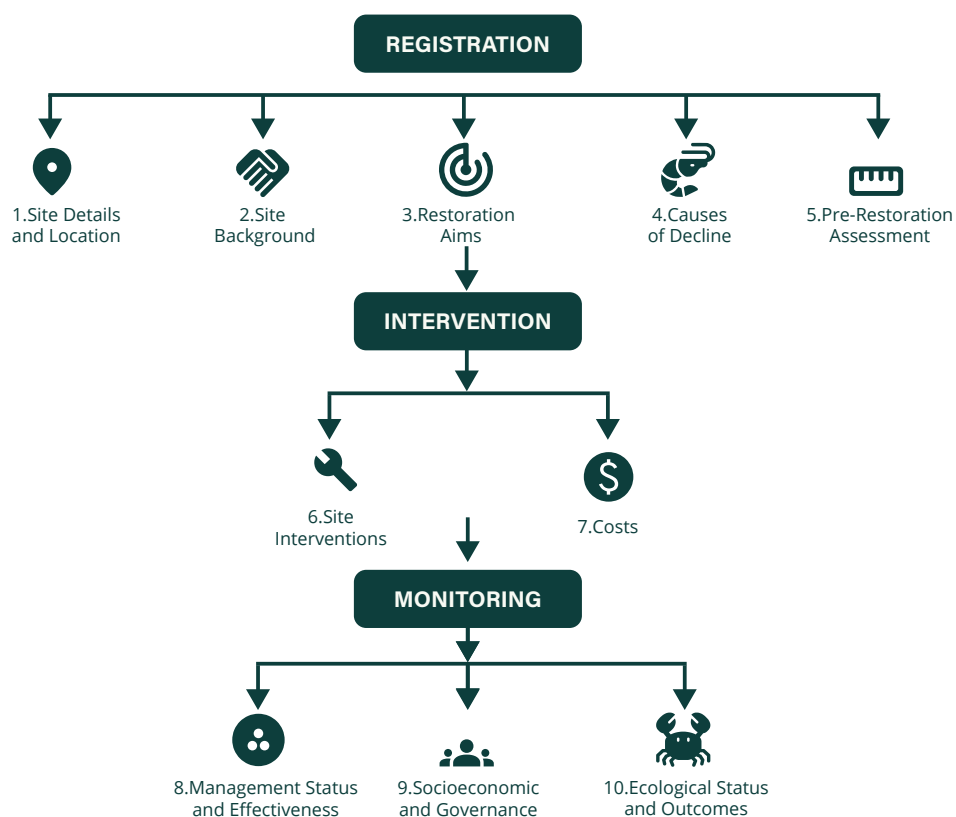 REGISTRATION
1.Site Details
and Location
2.Site
Background
3.Restoration
Aims
4.Causes
of Decline
5.Pre-Restoration
Assessment
INTERVENTION
6.Site
Interventions
$
7.Costs
MONITORING
8.Management Status
and Effectiveness
9.Socioeconomic
and Governance
10.Ecological Status
and Outcomes